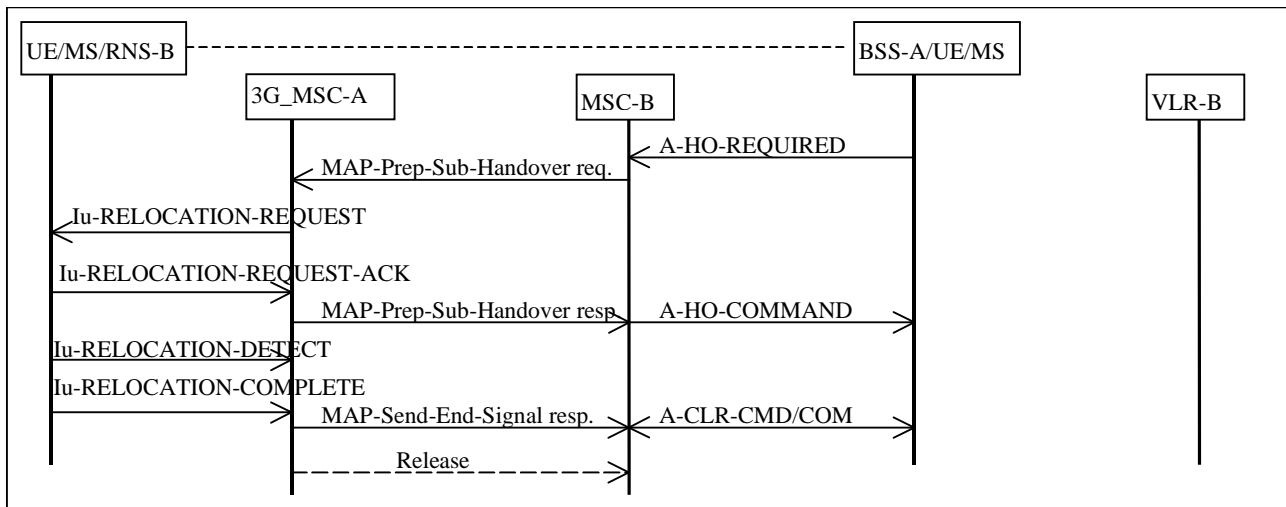 UE/MS/RNS-B
BSS-A/UE/MS
3G_MSC-A
MSC-B
VLR-B
A-HO-REQUIRED
MAP-Prep-Sub-Handover req.
Iu-RELOCATION-REQUEST
Iu-RELOCATION-REQUEST-ACK
MAP-Prep-Sub-Handover resp
A-HO-COMMAND
Iu-RELOCATION-DETECT
Iu-RELOCATION-COMPLETE
MAP-Send-End-Signal resp.
A-CLR-CMD/COM
Release